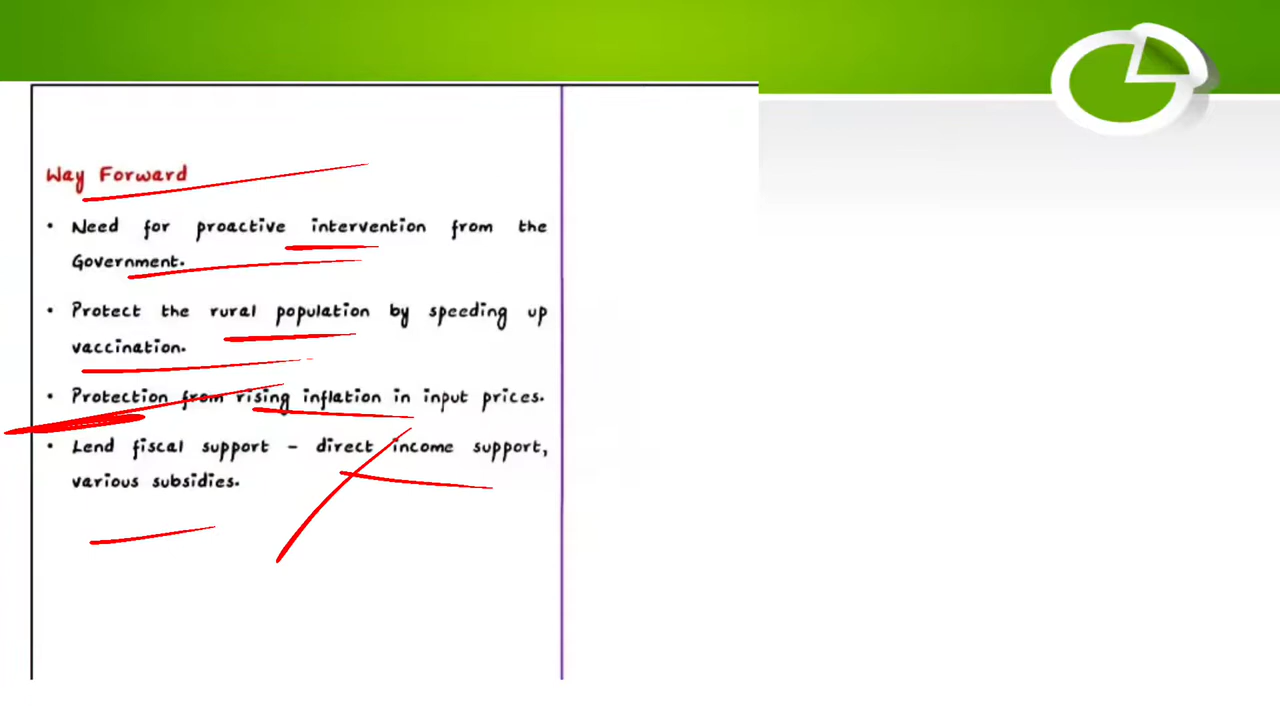 Way Forward
• Need for proactive intervention from the
Government.
• Protect the rural population by speeding up
vaccination.
• Protection from rising inflation in input prices.
• Lend fiscal support – direct income support,
various subsidies.